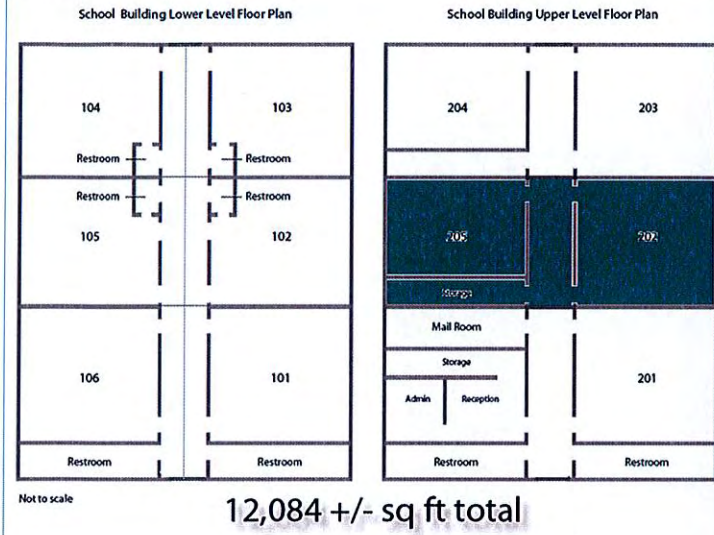 School Building Lower Level Floor Plan
104
103
Restroom
Restroom
Restroom
Restroom
105
102
106
101
Restroom
Restroom
Not to scale
School Building Upper Level Floor Plan
204
203
205
202
Storage
Mail Room
Storage
Admin
Reception
201
Restroom
Restroom
12,084 +/- sq ft total